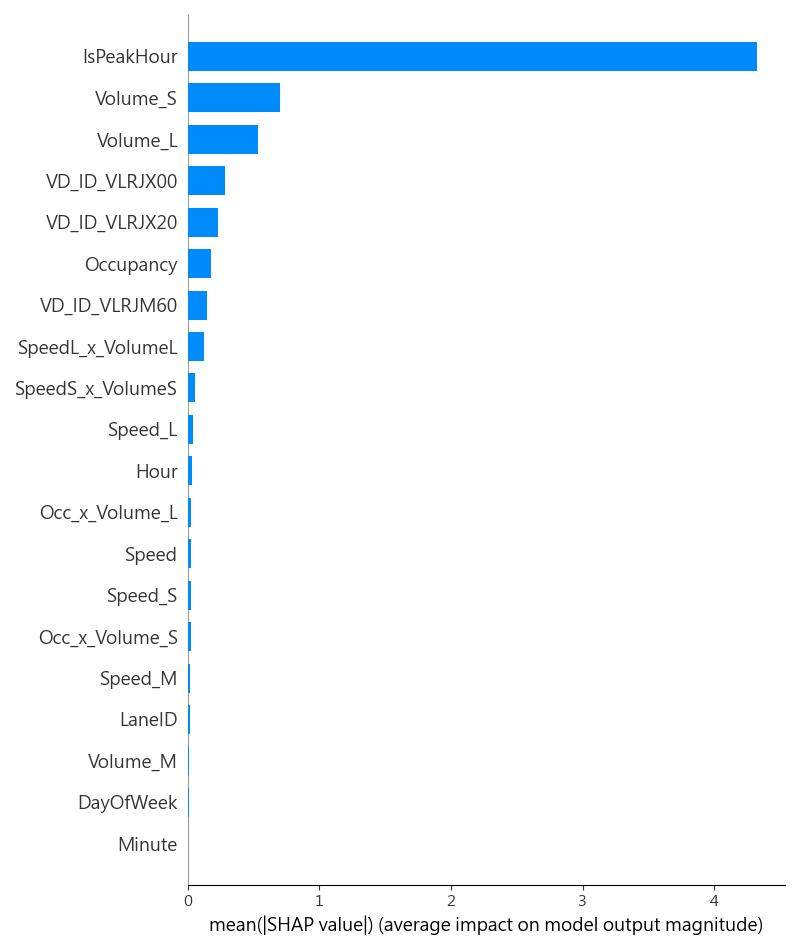 IsPeakHour
Volume_S
Volume_L
VD_ID_VLRJX00
VD_ID_VLRJX20
Occupancy
VD_ID_VLRJM60
SpeedL_x_VolumeL
SpeedS_x_VolumeS
Speed_L
Hour
Occ_x_Volume_L
Speed
Speed_S
Occ_x_Volume_S
Speed_M
LaneID
Volume_M
DayOfWeek
Minute
0 1 2 3 4
mean(|SHAP value|) (average impact on model output magnitude)